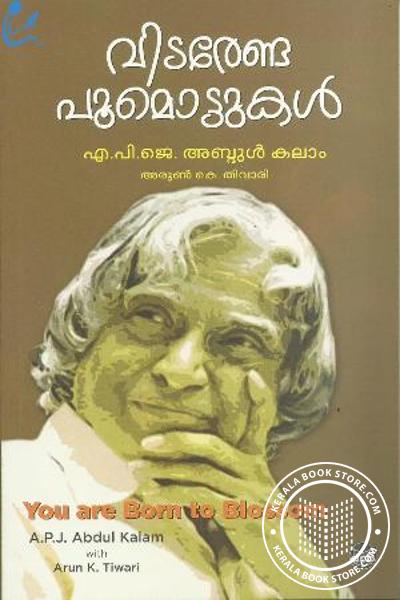 വിടരേണ്ട
പൂമൊട്ടുകൾ
എ.പി.ജെ. അബ്ദുൾ കലാം
അരുൺ കെ. തിവാരി
You are Born to Blossom
A.P.J. Abdul Kalam
with
Arun K. Tiwari
KERALA BOOK STORE.COM
KERALA BOOK STORE.COM